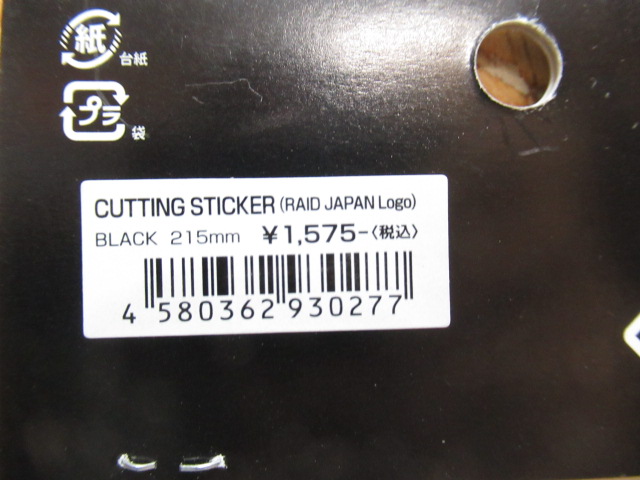 紙
台紙
プラ
袋
CUTTING STICKER (RAID JAPAN Logo)
BLACK 215mm ¥1,575-〈税込〉
4 580362 930277